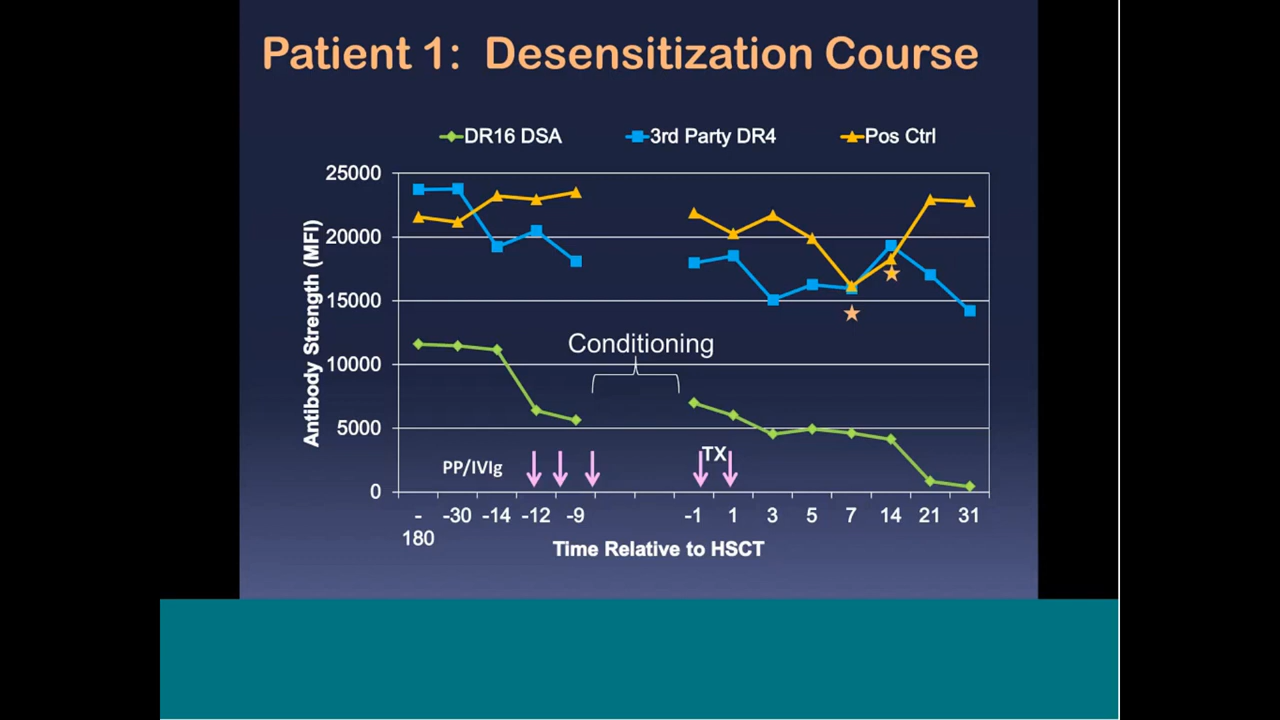 Patient 1: Desensitization Course
DR16 DSA 3rd Party DR4 Pos Ctrl
Antibody Strength (MFI)
25000
20000
15000
10000
5000
0
Conditioning
PP/IVIg
TX
-180 -30 -14 -12 -9 -1 1 3 5 7 14 21 31
Time Relative to HSCT